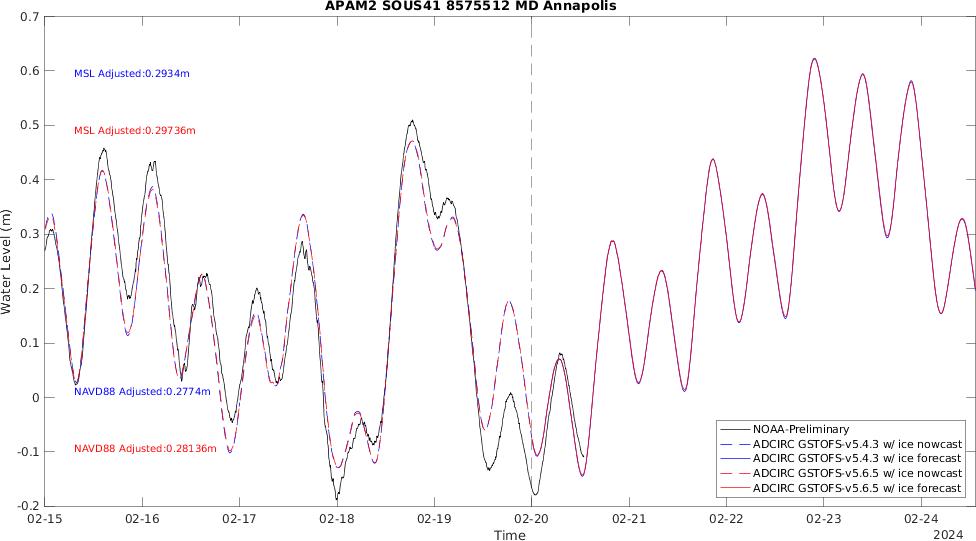 APAM2 SOUS41 8575512 MD Annapolis
0.7
0.6
0.5
0.4
0.3
0.2
0.1
0
-0.1
-0.2
Water Level (m)
MSL Adjusted:0.2934m
MSL Adjusted:0.29736m
NAVD88 Adjusted:0.2774m
NAVD88 Adjusted:0.28136m
NOAA-Preliminary
ADCIRC GSTOFS-v5.4.3 w/ ice nowcast
ADCIRC GSTOFS-v5.4.3 w/ ice forecast
ADCIRC GSTOFS-v5.6.5 w/ ice nowcast
ADCIRC GSTOFS-v5.6.5 w/ ice forecast
02-15 02-16 02-17 02-18 02-19 02-20 02-21 02-22 02-23 02-24
Time
2024